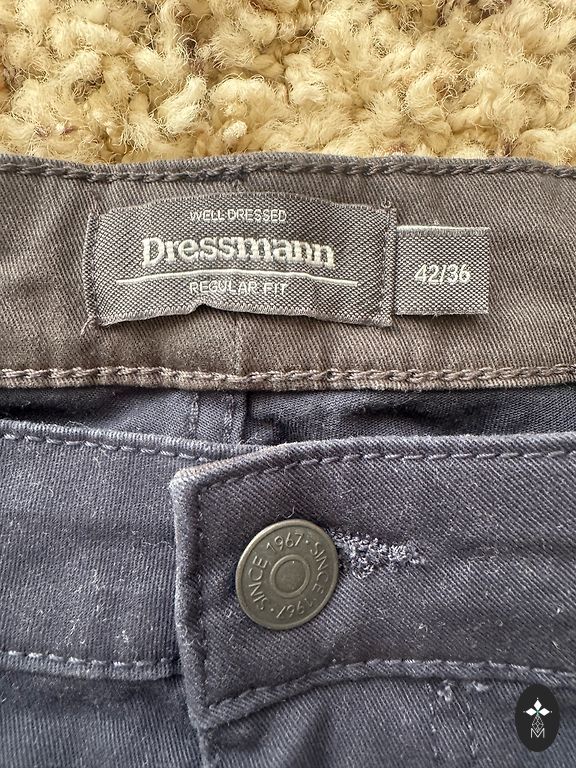 WELL DRESSED
Dressmann
REGULAR FIT
42/36
SINCE 1967 · SINCE 1967 ·
M